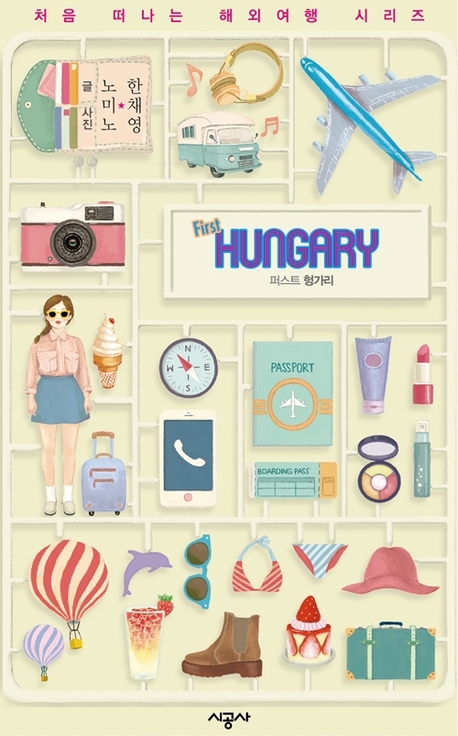 처음 떠나는 해외여행 시리즈
한채영
노미노
글★사진
First
HUNGARY
퍼스트 헝가리
N
W E
S
PASSPORT
BOARDING PASS
시공사